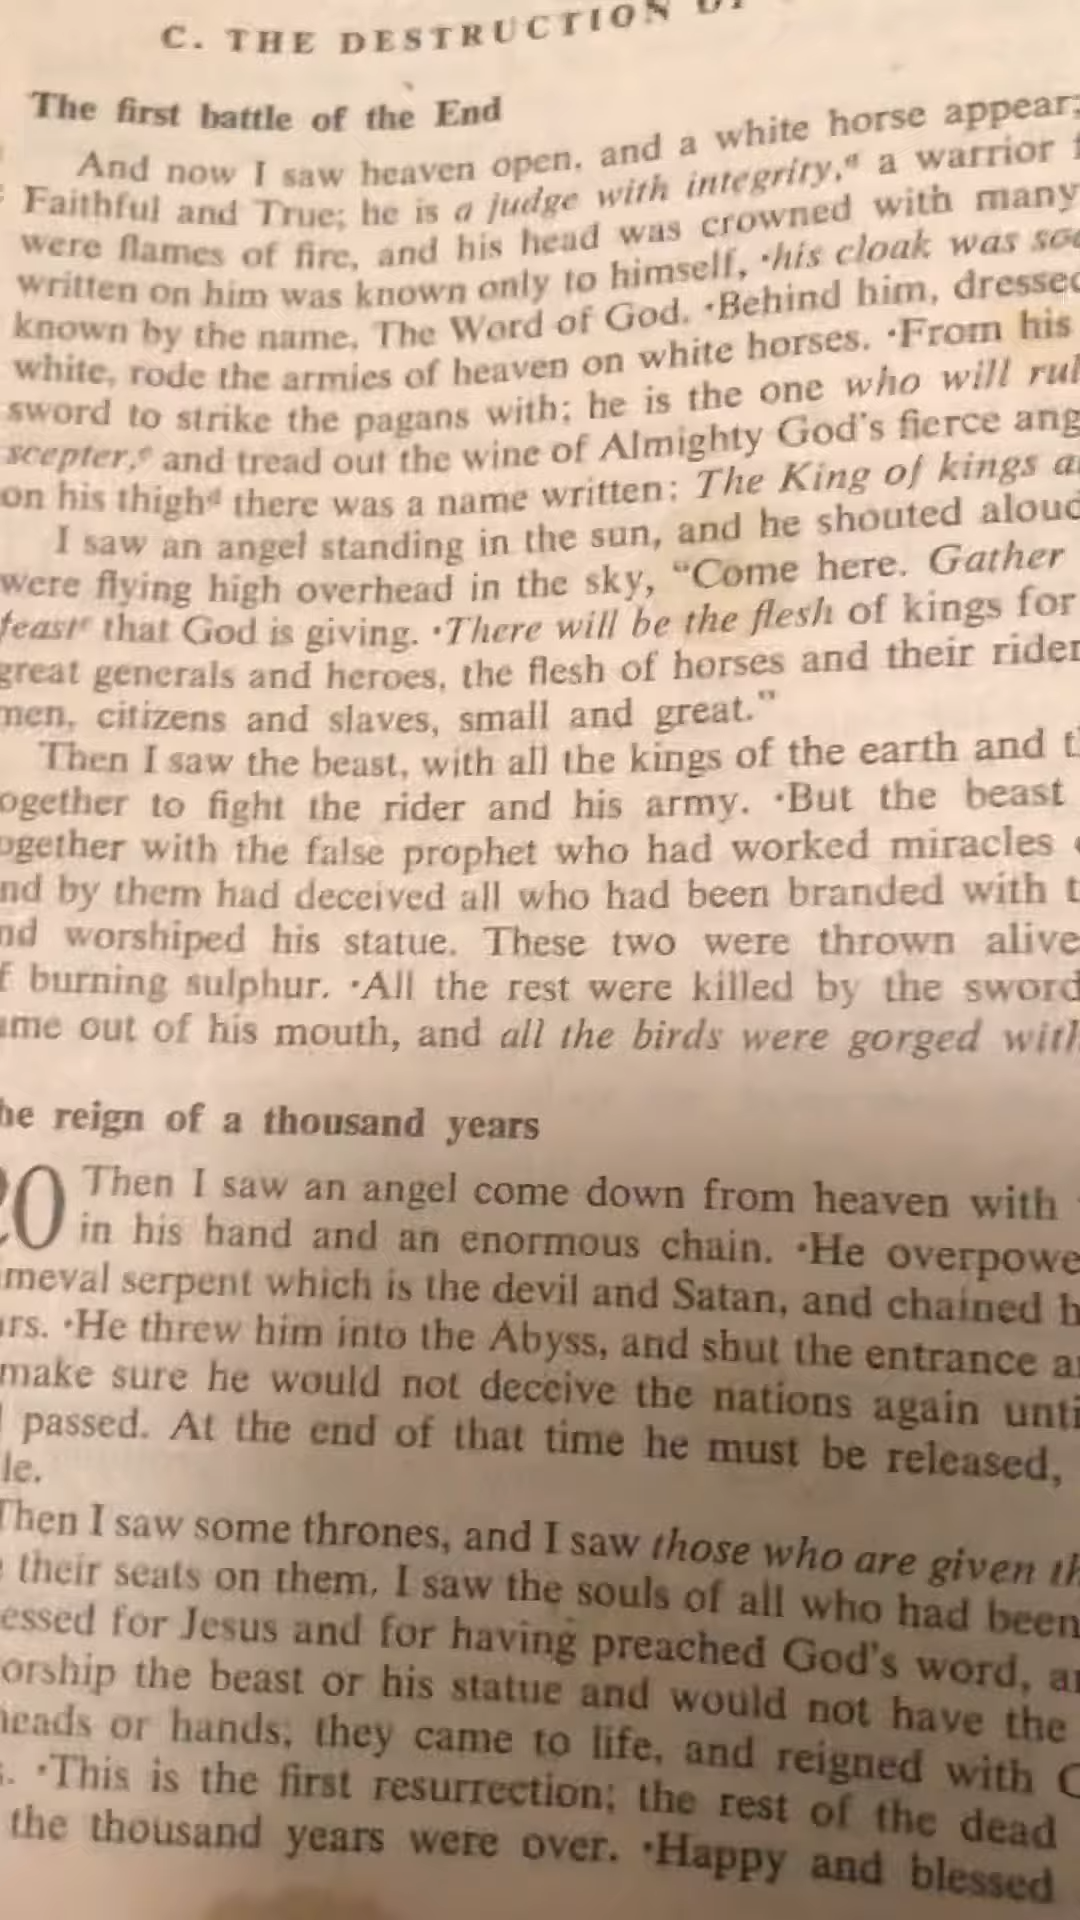 C. THE DESTRUCTION
The first battle of the End
And now I saw heaven open, and a white horse appear
Faithful and True; he is a judge with integrity,ᵃ a warrior
were flames of fire, and his head was crowned with many
written on him was known only to himself, •his cloak was
known by the name, The Word of God. •Behind him, dressed
white, rode the armies of heaven on white horses. •From his
sword to strike the pagans with; he is the one who will
scepter,ᶜ and tread out the wine of Almighty God's fierce
on his thighᵈ there was a name written: The King of kings
I saw an angel standing in the sun, and he shouted aloud
were flying high overhead in the sky, “Come here. Gather
feastᵉ that God is giving. •There will be the flesh of kings for
great generals and heroes, the flesh of horses and their rider
men, citizens and slaves, small and great.”
Then I saw the beast, with all the kings of the earth and
ogether to fight the rider and his army. •But the beast
ogether with the false prophet who had worked miracles
nd by them had deceived all who had been branded with
nd worshiped his statue. These two were thrown alive
f burning sulphur. •All the rest were killed by the sword
ame out of his mouth, and all the birds were gorged with
he reign of a thousand years
20 Then I saw an angel come down from heaven with
in his hand and an enormous chain. •He overpowe
meval serpent which is the devil and Satan, and chained
ars. •He threw him into the Abyss, and shut the entrance
make sure he would not deceive the nations again unti
passed. At the end of that time he must be released,
le.
Then I saw some thrones, and I saw those who are given
their seats on them. I saw the souls of all who had been
essed for Jesus and for having preached God's word,
orship the beast or his statue and would not have the
heads or hands; they came to life, and reigned with
s. •This is the first resurrection; the rest of the dead
the thousand years were over. •Happy and blessed